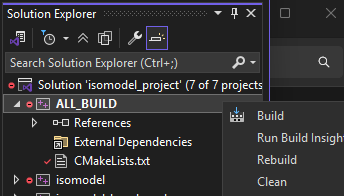 Solution Explorer
Search Solution Explorer (Ctrl+;)
Solution 'isomodel_project' (7 of 7 projects
ALL_BUILD
References
External Dependencies
CMakeLists.txt
isomodel
Build
Run Build Insight
Rebuild
Clean